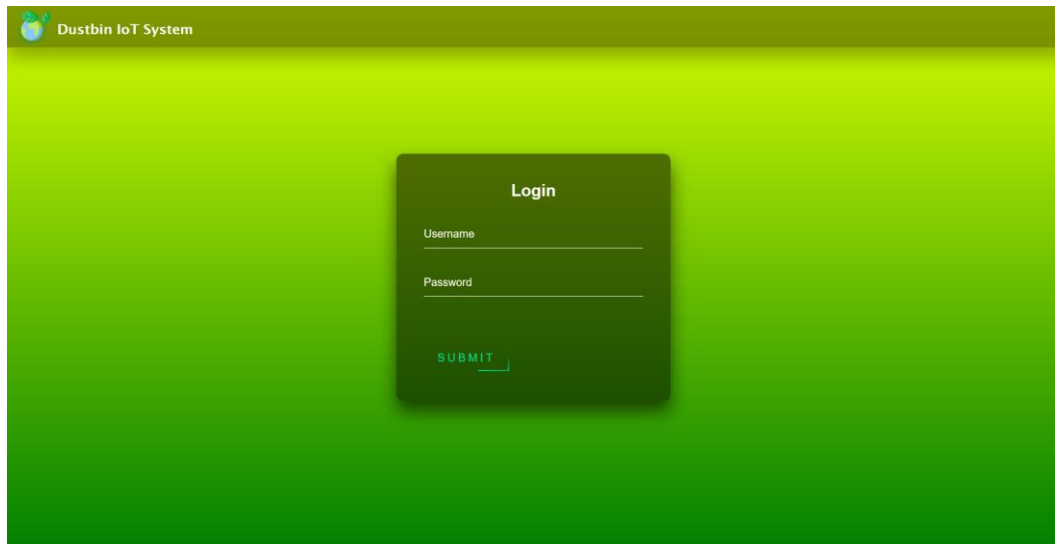 Dustbin IoT System
Login
Username
Password
SUBMIT